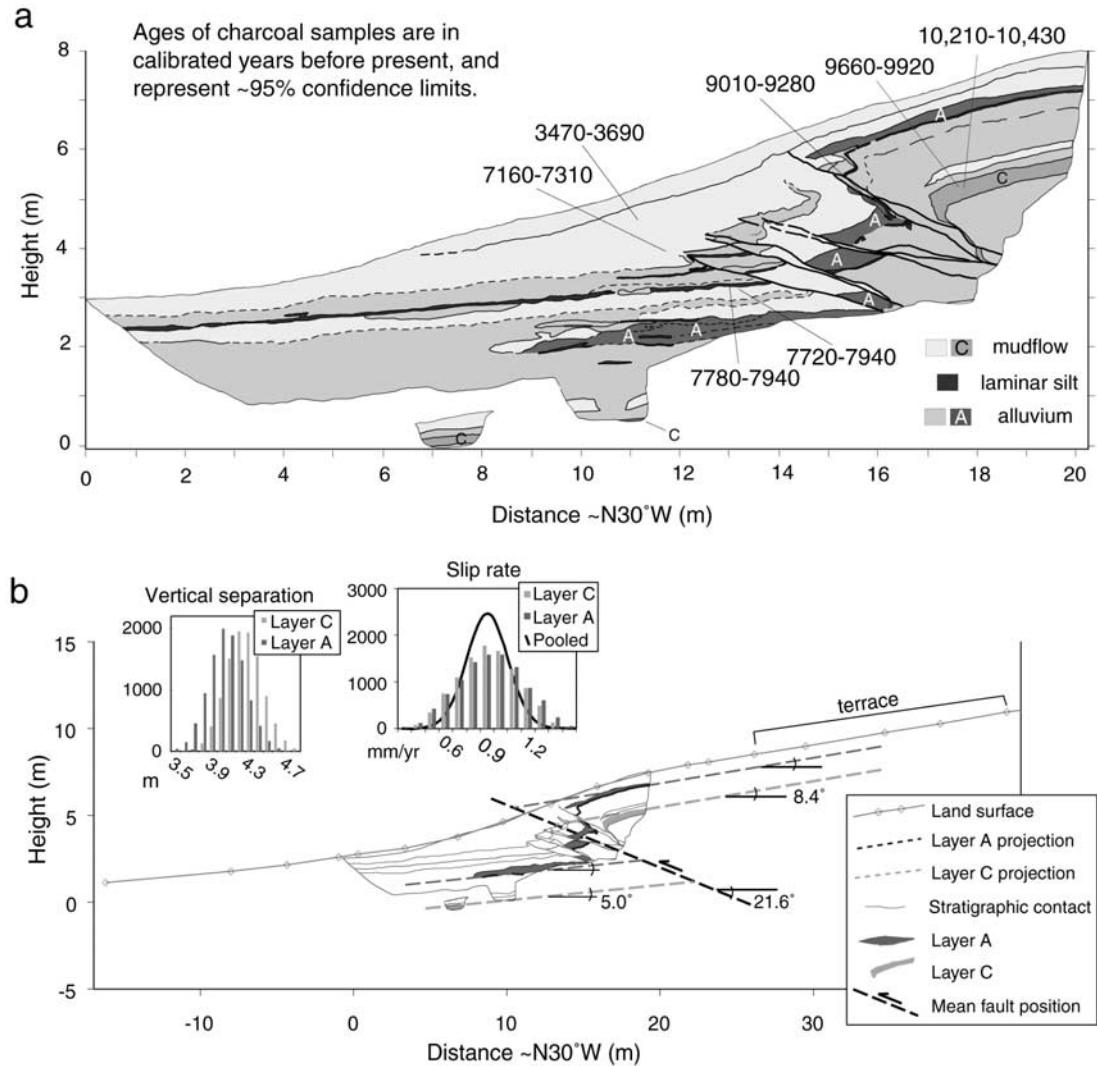 a
Ages of charcoal samples are in
calibrated years before present, and
represent ~95% confidence limits.
10,210-10,430
9660-9920
9010-9280
3470-3690
7160-7310
7720-7940
7780-7940
A
A
A
A
A
A
C
C
C
C mudflow
laminar silt
A alluvium
Height (m)
8
6
4
2
0
0 2 4 6 8 10 12 14 16 18 20
Distance ~N30°W (m)
b
Vertical separation
Layer C
Layer A
2000
1000
0
3.5 3.9 4.3 4.7
m
Slip rate
Layer C
Layer A
Pooled
3000
2000
1000
0
mm/yr 0.6 0.9 1.2
terrace
8.4°
5.0°
21.6°
Height (m)
15
10
5
0
-5
-10 0 10 20 30
Distance ~N30°W (m)
Land surface
Layer A projection
Layer C projection
Stratigraphic contact
Layer A
Layer C
Mean fault position